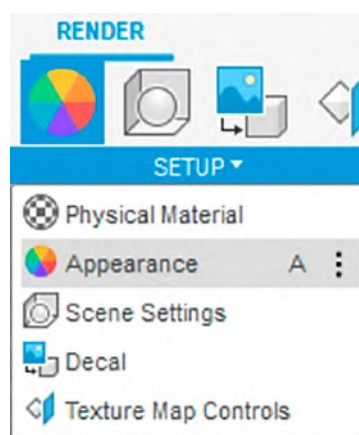 RENDER
SETUP ▾
Physical Material
Appearance A
Scene Settings
Decal
Texture Map Controls